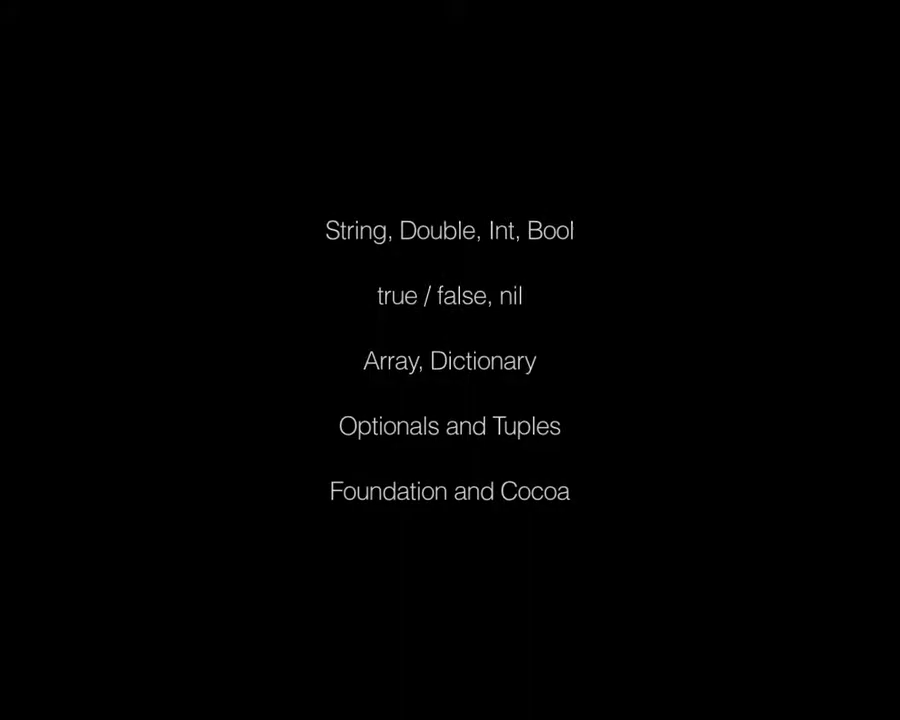 String, Double, Int, Bool
true / false, nil
Array, Dictionary
Optionals and Tuples
Foundation and Cocoa